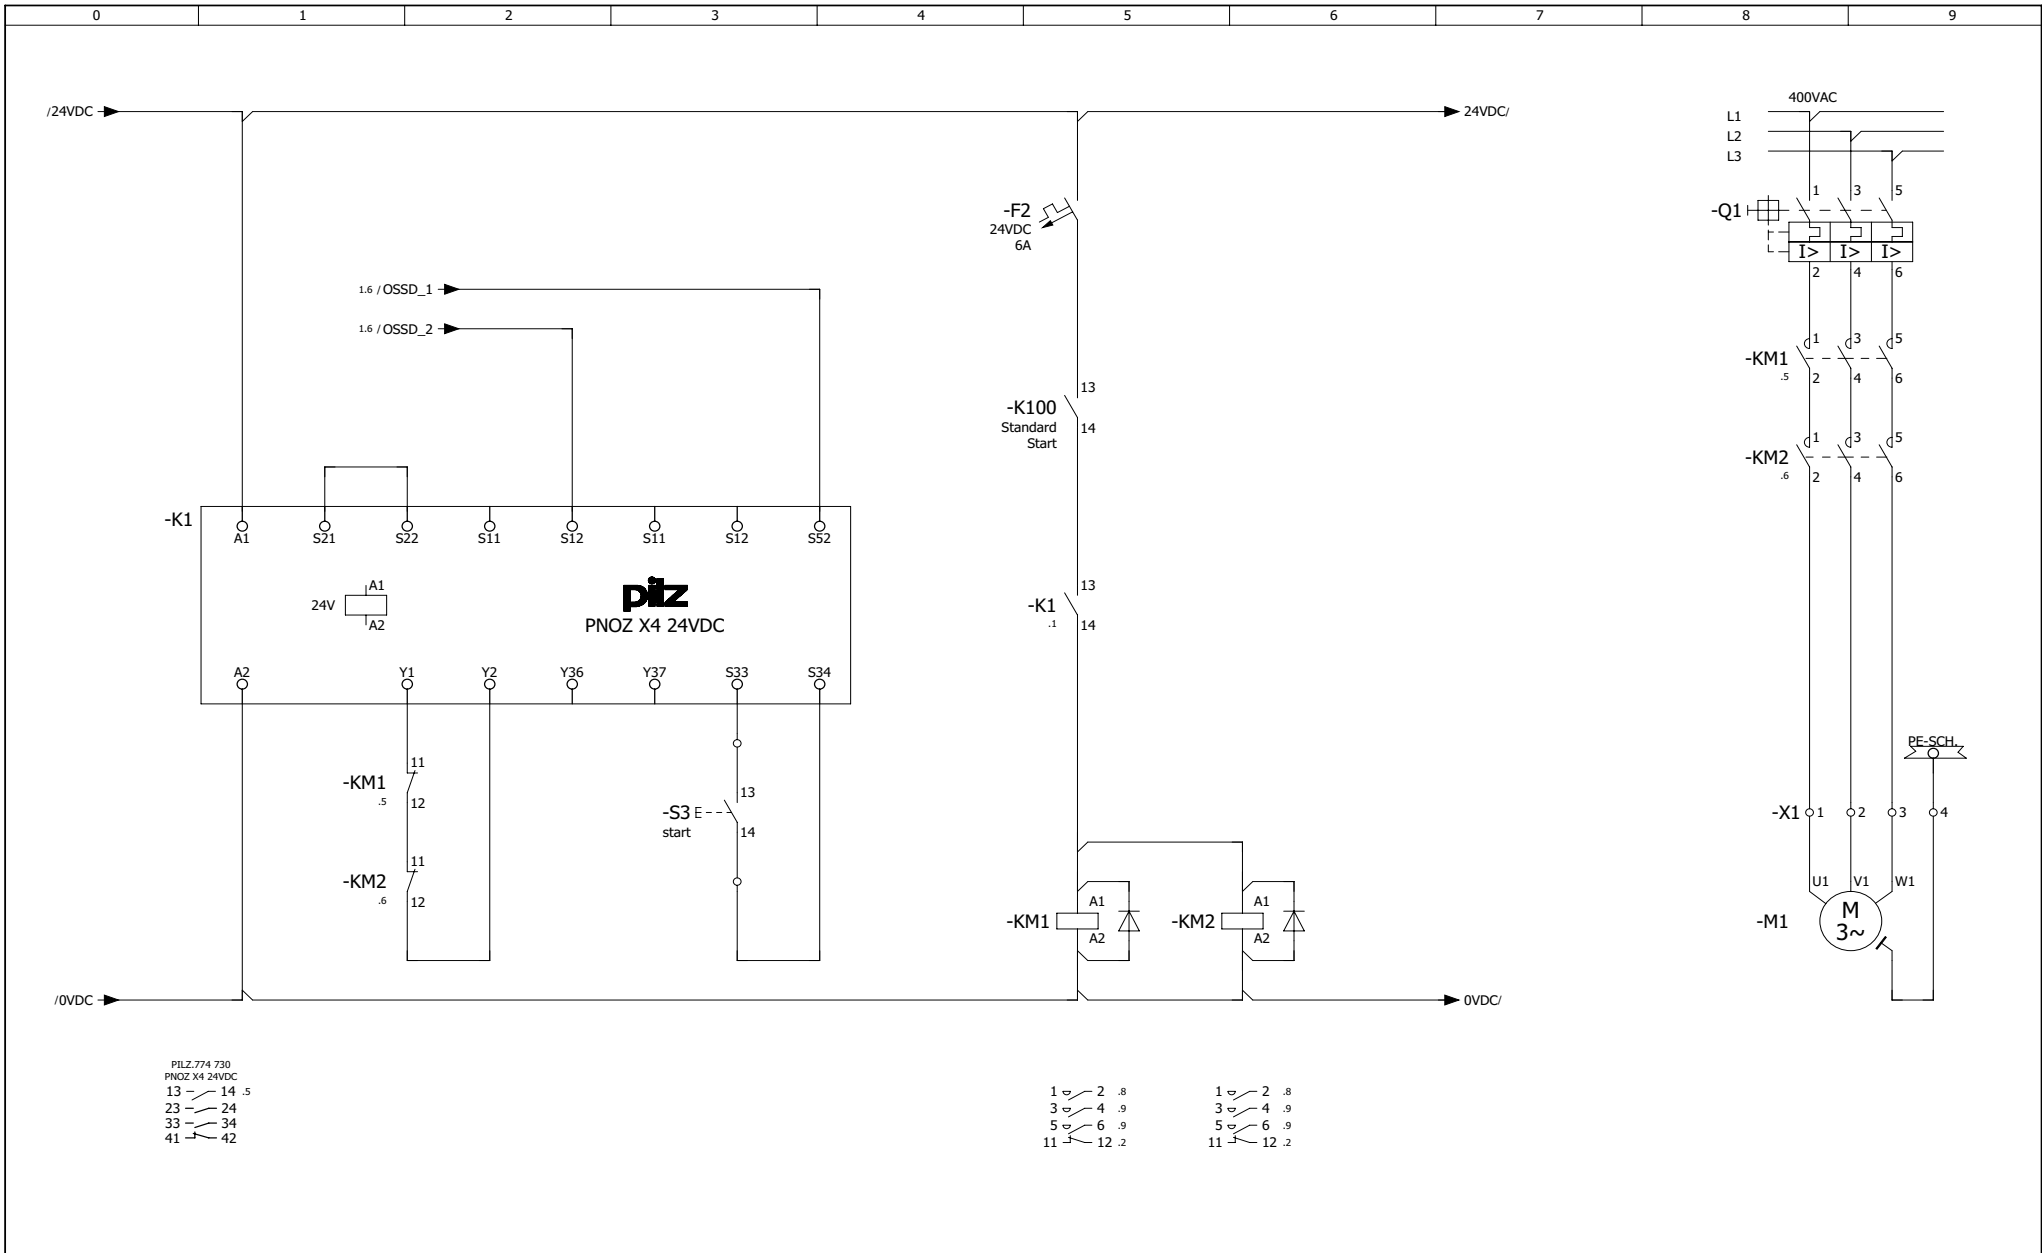 0 1 2 3 4 5 6 7 8 9
/24VDC
24VDC/
400VAC
L1
L2
L3
1 3 5
-Q1
I> I> I>
2 4 6
-F2
24VDC
6A
1.6 / OSSD_1
1.6 / OSSD_2
1 3 5
-KM1
.5
2 4 6
13
-K100
Standard
Start
14
1 3 5
-KM2
.6
2 4 6
-K1
A1 S21 S22 S11 S12 S11 S12 S52
A1
24V
A2
pilz
PNOZ X4 24VDC
A2 Y1 Y2 Y36 Y37 S33 S34
13
-K1
.1
14
11
-KM1
.5
12
13
-S3
start
14
11
-KM2
.6
12
PE-SCH.
-X1 1 2 3 4
A1
-KM1
A2
A1
-KM2
A2
U1 V1 W1
-M1
M
3~
/0VDC
0VDC/
PILZ.774 730
PNOZ X4 24VDC
13 14 .5
23 24
33 34
41 42
1 2 .8
3 4 .9
5 6 .9
11 12 .2
1 2 .8
3 4 .9
5 6 .9
11 12 .2